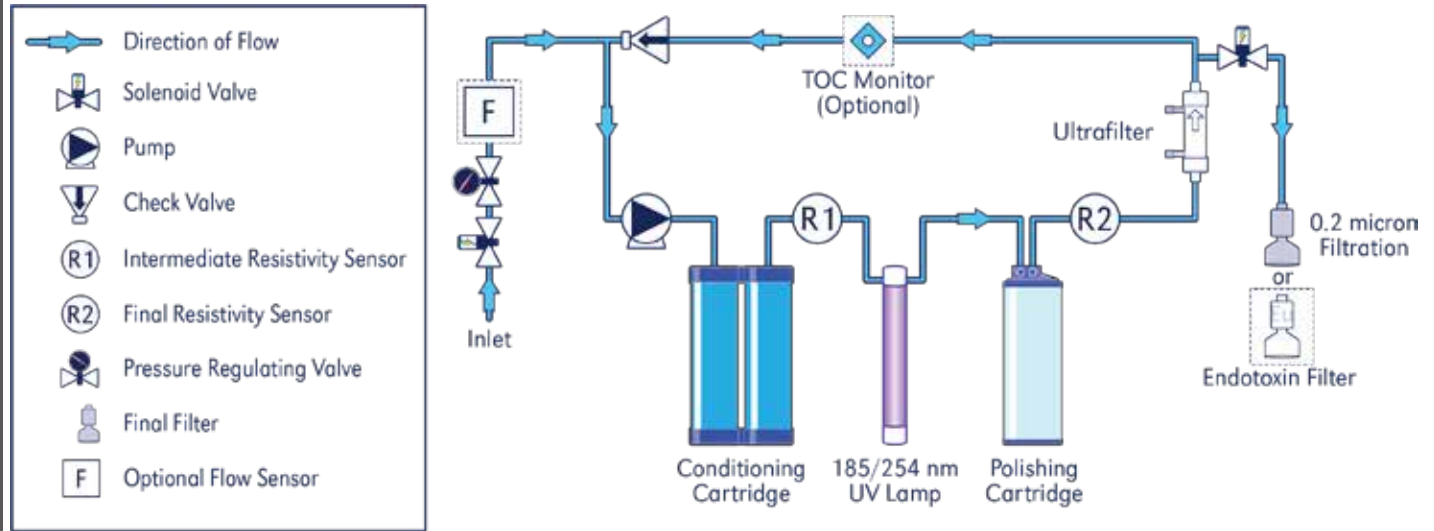 Direction of Flow
Solenoid Valve
Pump
Check Valve
R1
Intermediate Resistivity Sensor
R2
Final Resistivity Sensor
Pressure Regulating Valve
Final Filter
F
Optional Flow Sensor
F
Inlet
TOC Monitor
(Optional)
Ultrafilter
R1
R2
0.2 micron
Filtration
or
EU
Endotoxin Filter
Conditioning
Cartridge
185/254 nm
UV Lamp
Polishing
Cartridge